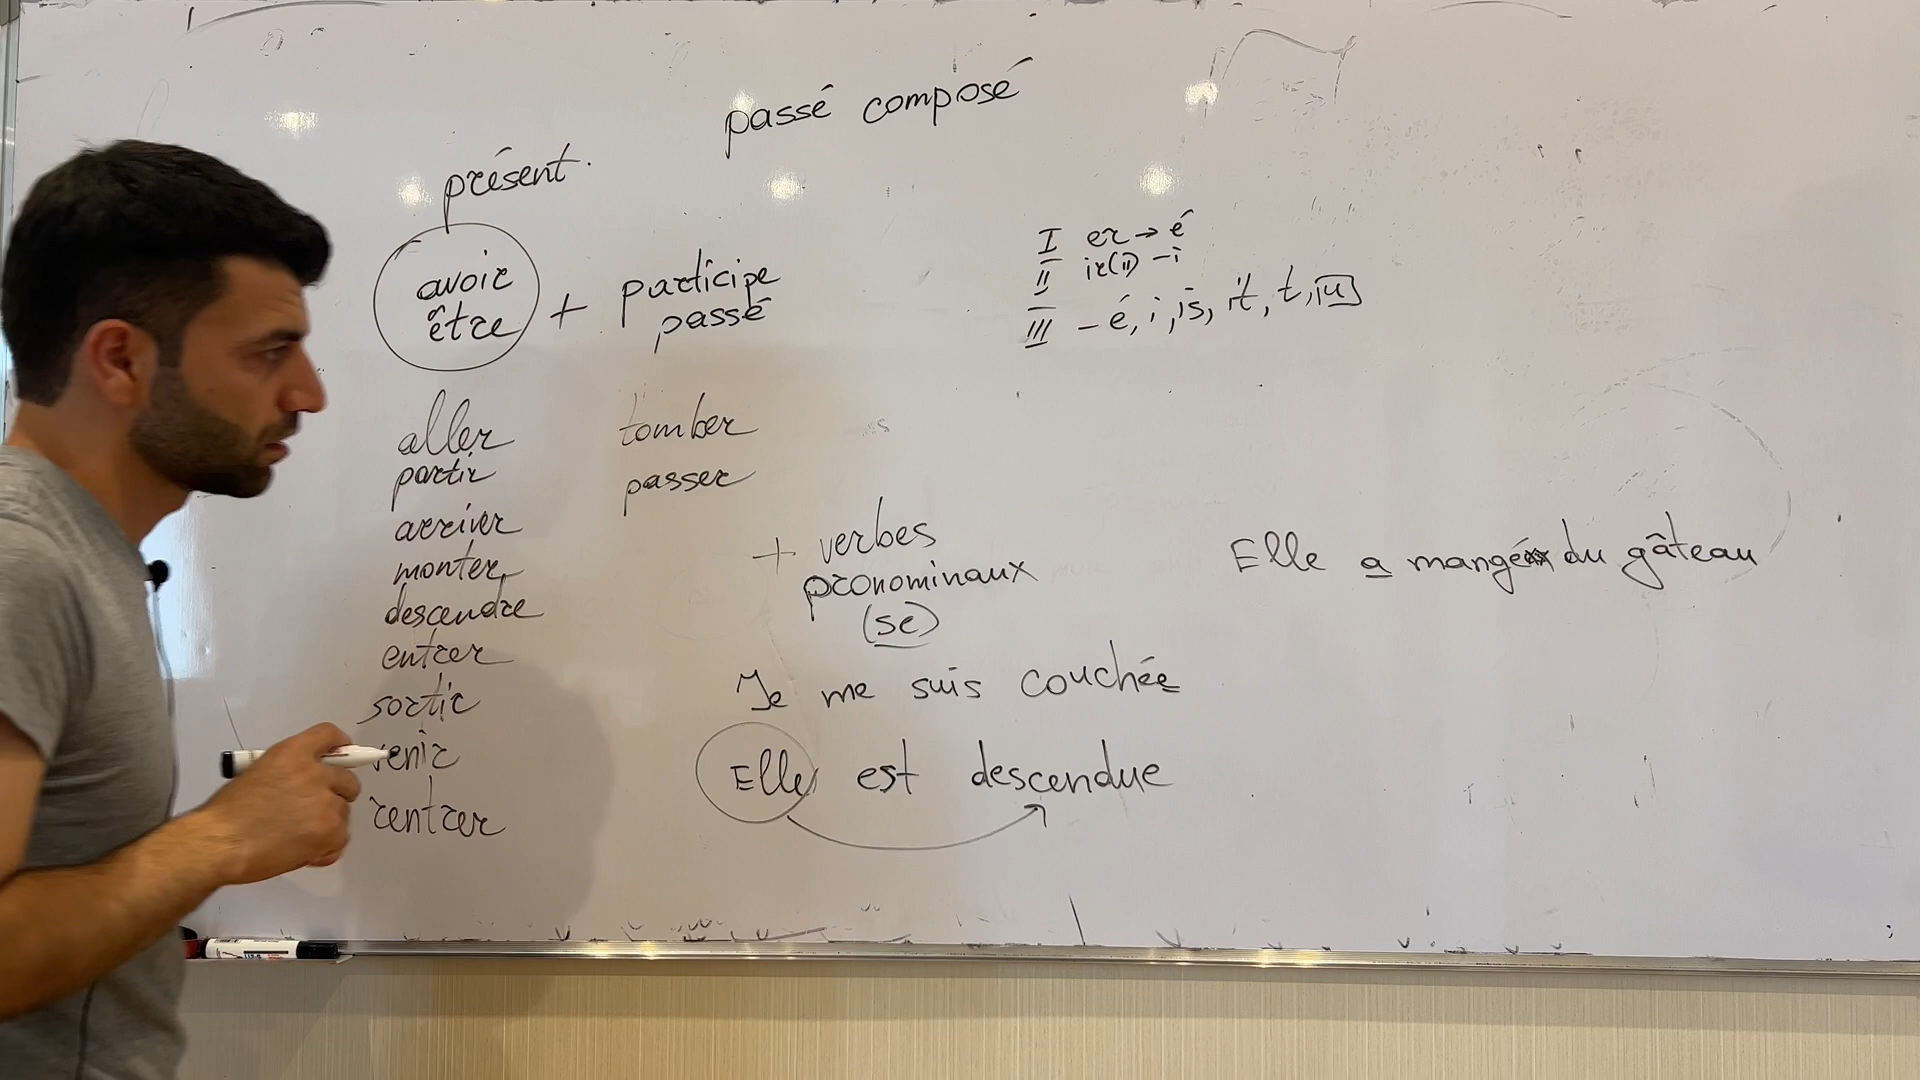 passé composé
présent.
avoir
être
+ participe
passé
I er → é
II ir(ii) - i
III - é, i, is, it, t, u
aller
partir
arriver
monter
descendre
entrer
sortir
venir
rentrer
tomber
passer
+ verbes
pronominaux
(se)
Je me suis couchée
Elle est descendue
Elle a mangé du gâteau